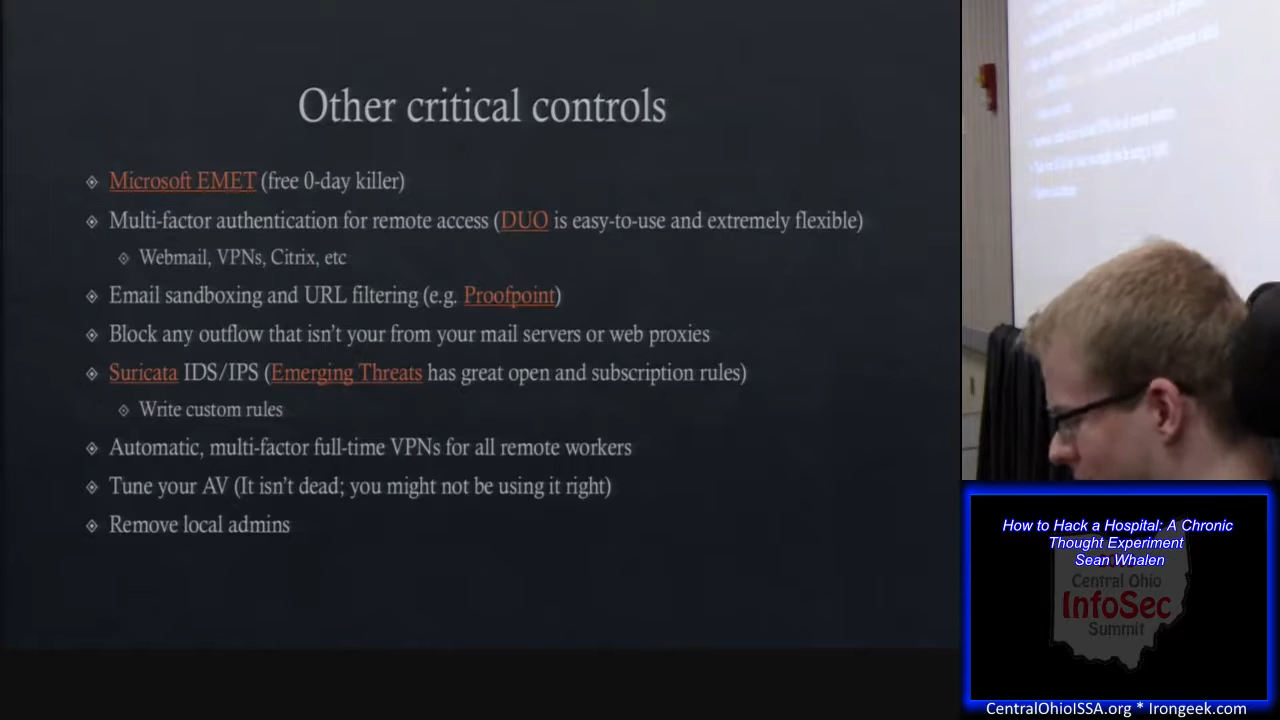 Other critical controls
Microsoft EMET (free 0-day killer)
Multi-factor authentication for remote access (DUO is easy-to-use and extremely flexible)
Webmail, VPNs, Citrix, etc
Email sandboxing and URL filtering (e.g. Proofpoint)
Block any outflow that isn't your from your mail servers or web proxies
Suricata IDS/IPS (Emerging Threats has great open and subscription rules)
Write custom rules
Automatic, multi-factor full-time VPNs for all remote workers
Tune your AV (It isn't dead; you might not be using it right)
Remove local admins
How to Hack a Hospital: A Chronic
Thought Experiment
Sean Whalen
Central Ohio
InfoSec
Summit
CentralOhioISSA.org * Irongeek.com